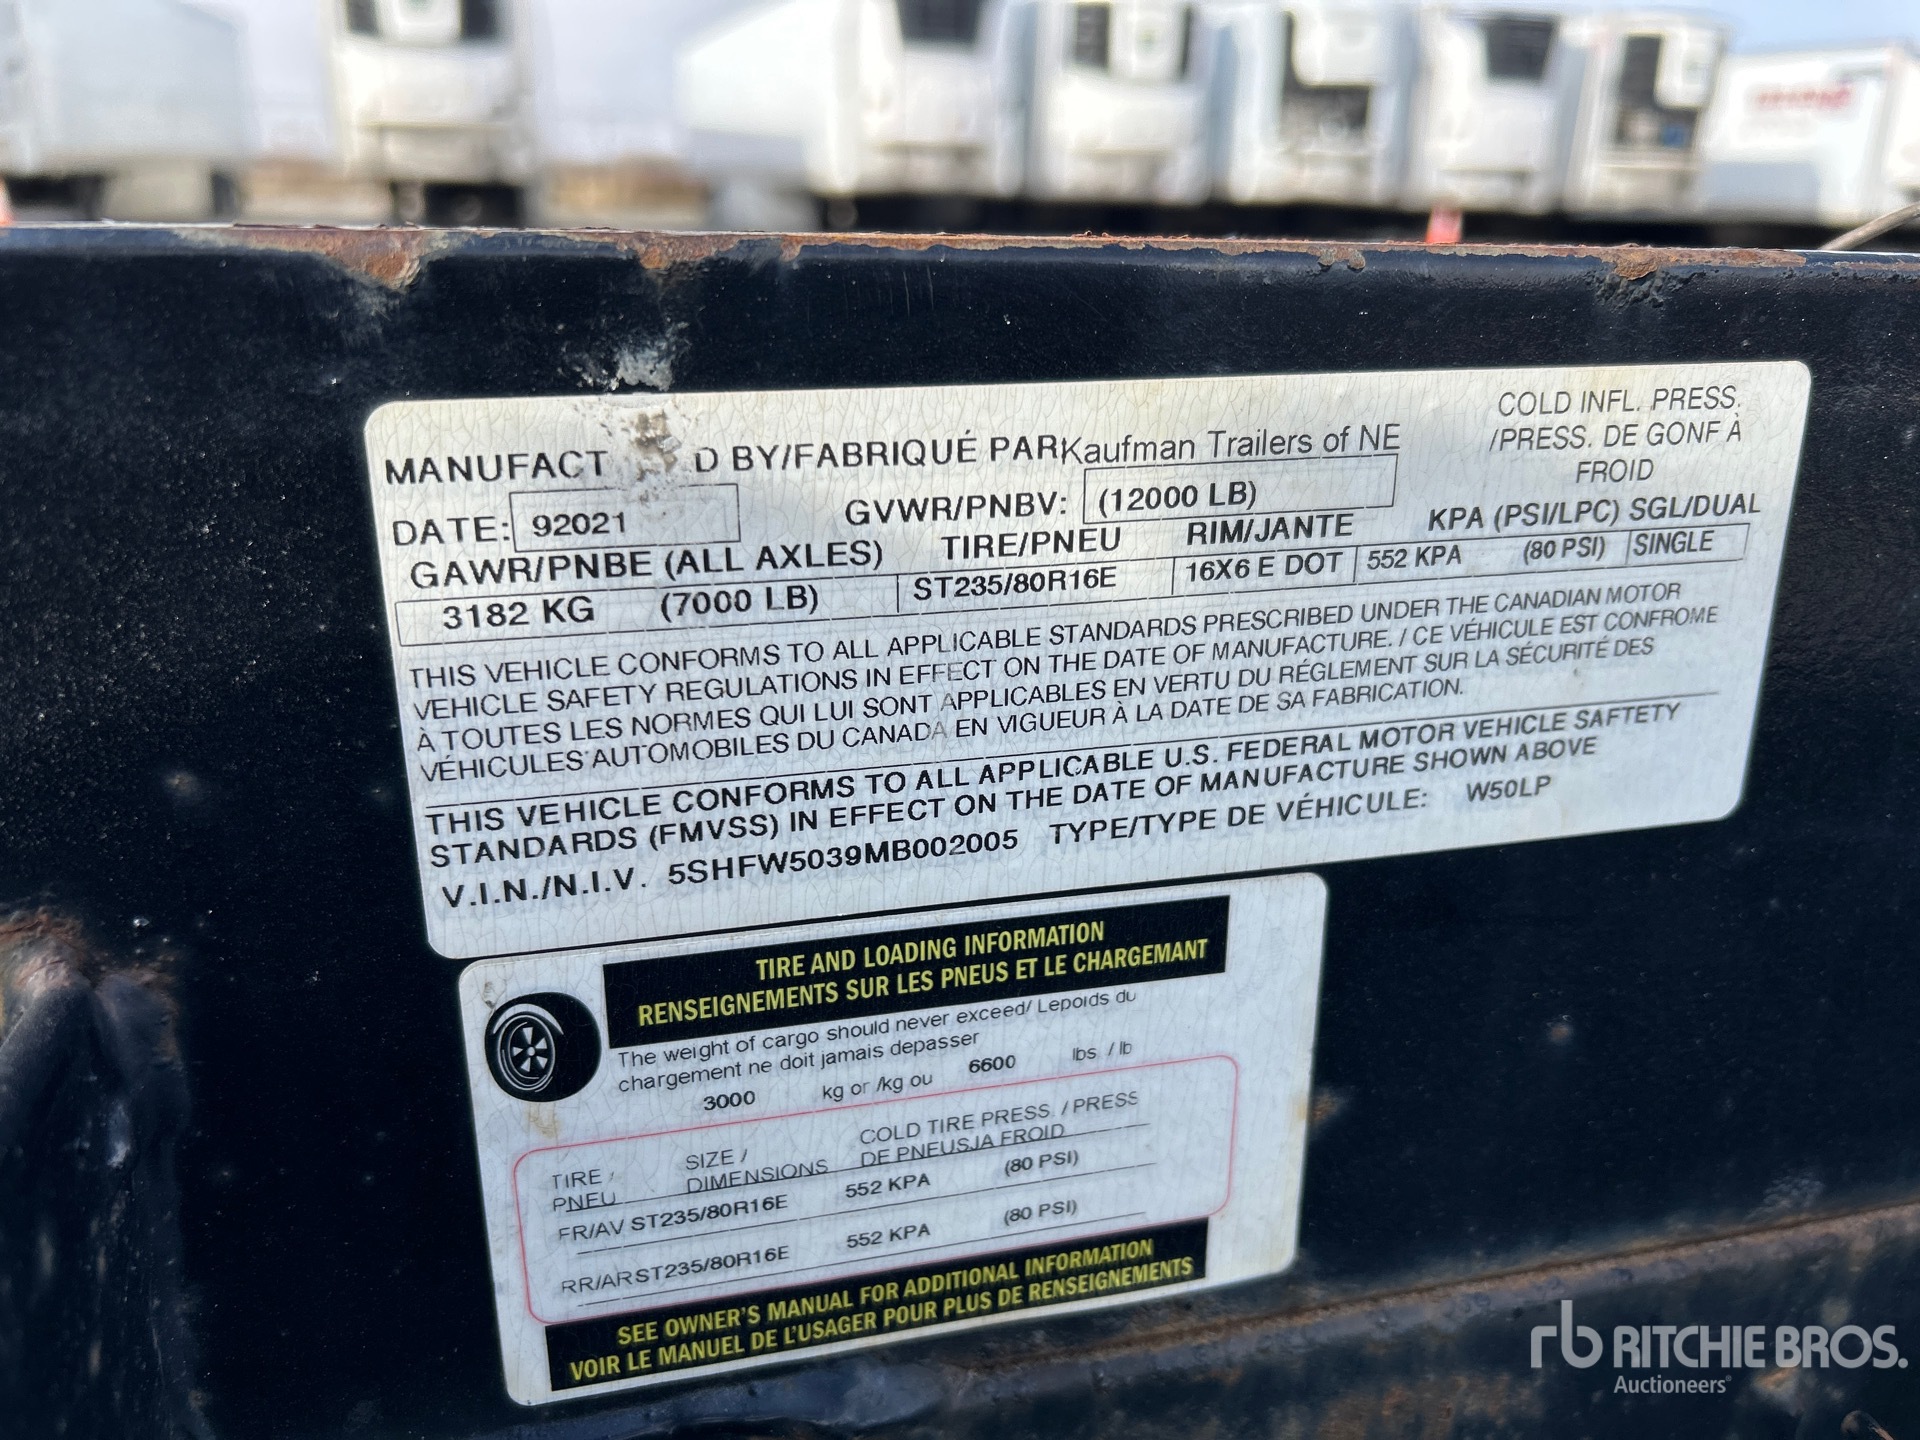 MANUFACT D BY/FABRIQUÉ PAR Kaufman Trailers of NE
COLD INFL. PRESS.
/PRESS. DE GONF À
FROID
DATE: 92021 GVWR/PNBV: (12000 LB)
GAWR/PNBE (ALL AXLES) TIRE/PNEU RIM/JANTE KPA (PSI/LPC) SGL/DUAL
3182 KG (7000 LB) ST235/80R16E 16X6 E DOT 552 KPA (80 PSI) SINGLE
THIS VEHICLE CONFORMS TO ALL APPLICABLE STANDARDS PRESCRIBED UNDER THE CANADIAN MOTOR
VEHICLE SAFETY REGULATIONS IN EFFECT ON THE DATE OF MANUFACTURE. / CE VÉHICULE EST CONFROME
À TOUTES LES NORMES QUI LUI SONT APPLICABLES EN VERTU DU RÉGLEMENT SUR LA SÉCURITÉ DES
VÉHICULES AUTOMOBILES DU CANADA EN VIGUEUR À LA DATE DE SA FABRICATION.
THIS VEHICLE CONFORMS TO ALL APPLICABLE U.S. FEDERAL MOTOR VEHICLE SAFTETY
STANDARDS (FMVSS) IN EFFECT ON THE DATE OF MANUFACTURE SHOWN ABOVE
V.I.N./N.I.V. 5SHFW5039MB002005 TYPE/TYPE DE VÉHICULE: W50LP
TIRE AND LOADING INFORMATION
RENSEIGNEMENTS SUR LES PNEUS ET LE CHARGEMANT
The weight of cargo should never exceed/ Lepoids du
chargement ne doit jamais depasser
3000 kg or /kg ou 6600 lbs. / lb
TIRE / PNEU SIZE / DIMENSIONS COLD TIRE PRESS. / PRESS
DE PNEUSJA FROID
FR/AV ST235/80R16E 552 KPA (80 PSI)
RR/AR ST235/80R16E 552 KPA (80 PSI)
SEE OWNER'S MANUAL FOR ADDITIONAL INFORMATION
VOIR LE MANUEL DE L'USAGER POUR PLUS DE RENSEIGNEMENTS
rb RITCHIE BROS.
Auctioneers®